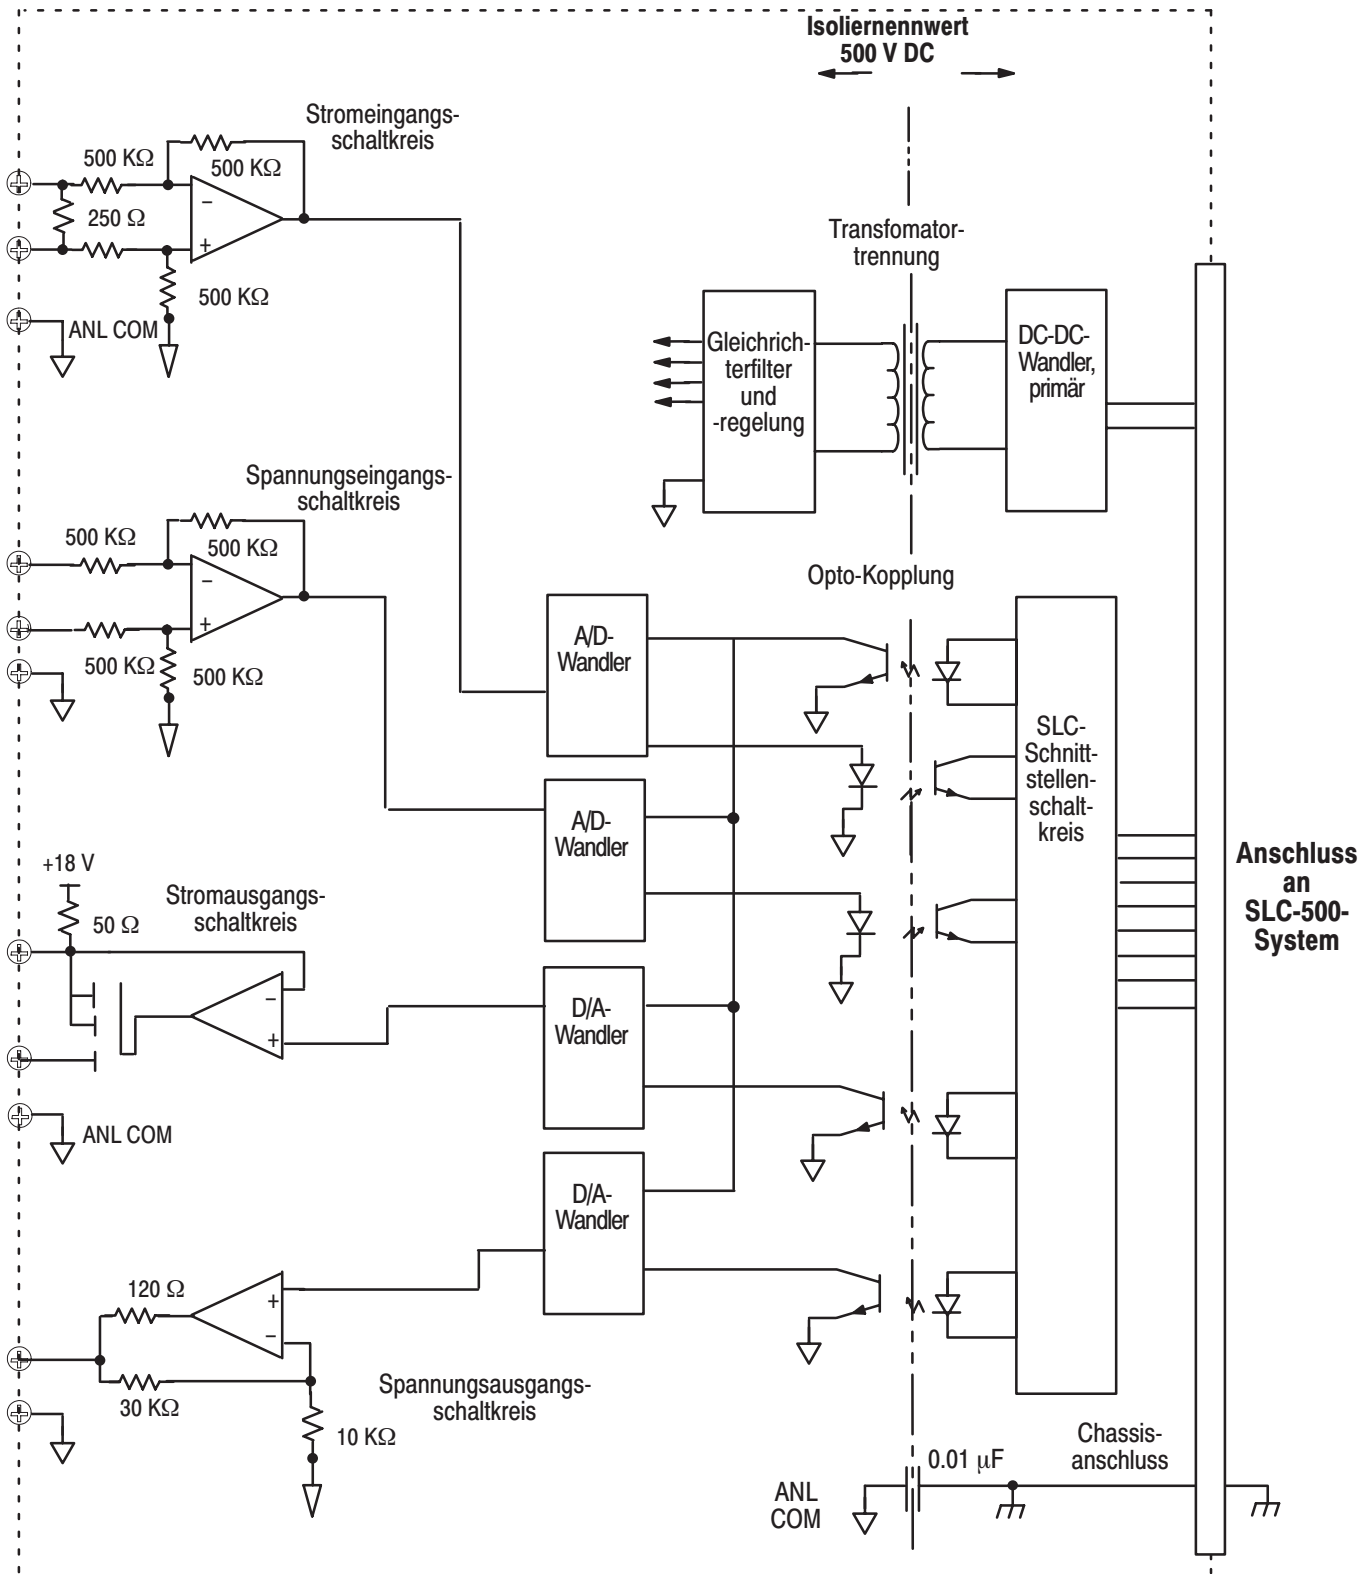 Isoliernennwert
500 V DC
Stromeingangs-
schaltkreis
500 KΩ
500 KΩ
250 Ω
−
+
500 KΩ
ANL COM
Transfomator-
trennung
Gleichrich-
terfilter
und
-regelung
DC-DC-
Wandler,
primär
Spannungseingangs-
schaltkreis
500 KΩ
500 KΩ
−
+
500 KΩ
500 KΩ
Opto-Kopplung
A/D-
Wandler
A/D-
Wandler
SLC-
Schnitt-
stellen-
schalt-
kreis
Anschluss
an
SLC-500-
System
+18 V
50 Ω
Stromausgangs-
schaltkreis
−
+
D/A-
Wandler
ANL COM
D/A-
Wandler
120 Ω
+
−
30 KΩ
10 KΩ
Spannungsausgangs-
schaltkreis
ANL
COM
0.01 μF
Chassis-
anschluss